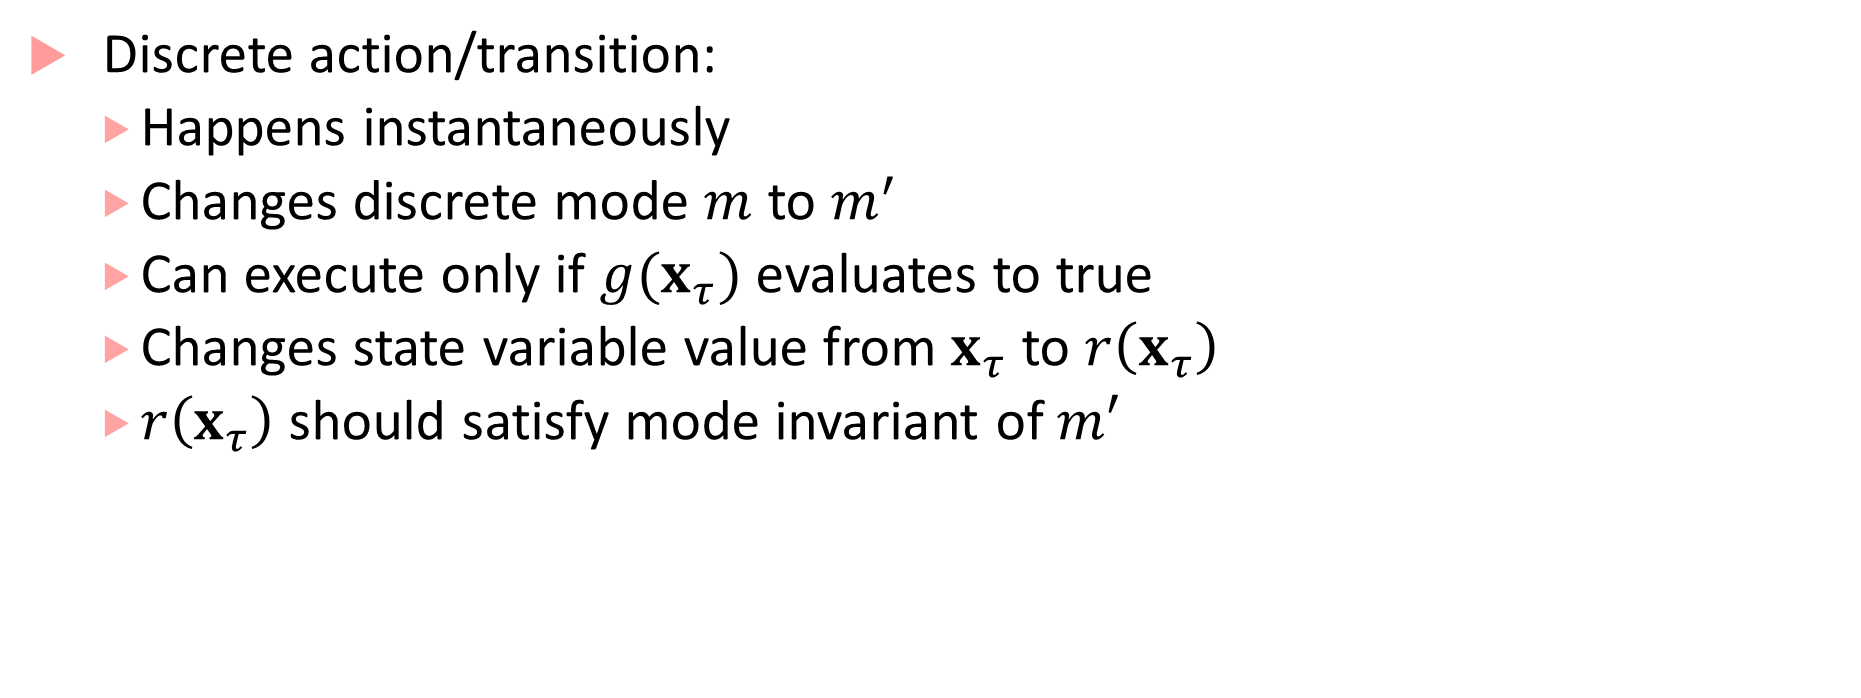 Discrete action/transition:
Happens instantaneously
Changes discrete mode 𝑚 to 𝑚′
Can execute only if 𝑔(𝐱_𝜏) evaluates to true
Changes state variable value from 𝐱_𝜏 to 𝑟(𝐱_𝜏)
𝑟(𝐱_𝜏) should satisfy mode invariant of 𝑚′